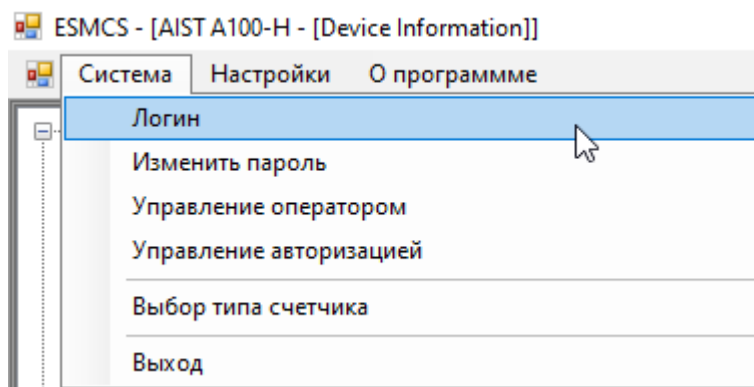 ESMCS - [AIST A100-H - [Device Information]]
Система Настройки О программме
Логин
Изменить пароль
Управление оператором
Управление авторизацией
Выбор типа счетчика
Выход